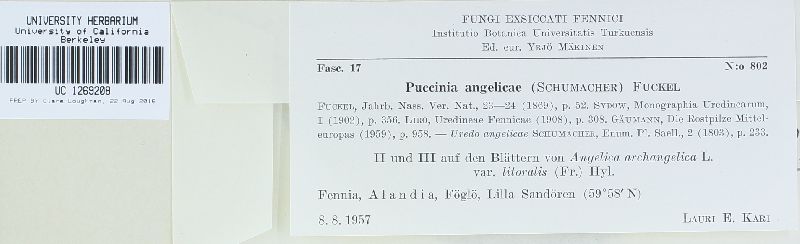 UNIVERSITY HERBARIUM
University of California
Berkeley
UC 1269208
PREP BY Ciara Loughran, 22 Aug 2016
FUNGI EXSICCATI FENNICI
Institutio Botanica Universitatis Turkuensis
Ed. cur. YRJÖ MÄKINEN
Fasc. 17 N:o 802
Puccinia angelicae (SCHUMACHER) FUCKEL
FUCKEL, Jahrb. Nass. Ver. Nat., 23—24 (1869), p. 52. SYDOW, Monographia Uredinearum,
I (1902), p. 356. LIRO, Uredineae Fennicae (1908), p. 308. GÄUMANN, Die Rostpilze Mittel-
europas (1959), p. 958. — Uredo angelicae SCHUMACHER, Enum. Pl. Saell., 2 (1803), p. 233.
II und III auf den Blättern von Angelica archangelica L.
var. litoralis (Fr.) Hyl.
Fennia, Alandia, Föglö, Lilla Sandören (59°58′ N)
8. 8. 1957 LAURI E. KARI